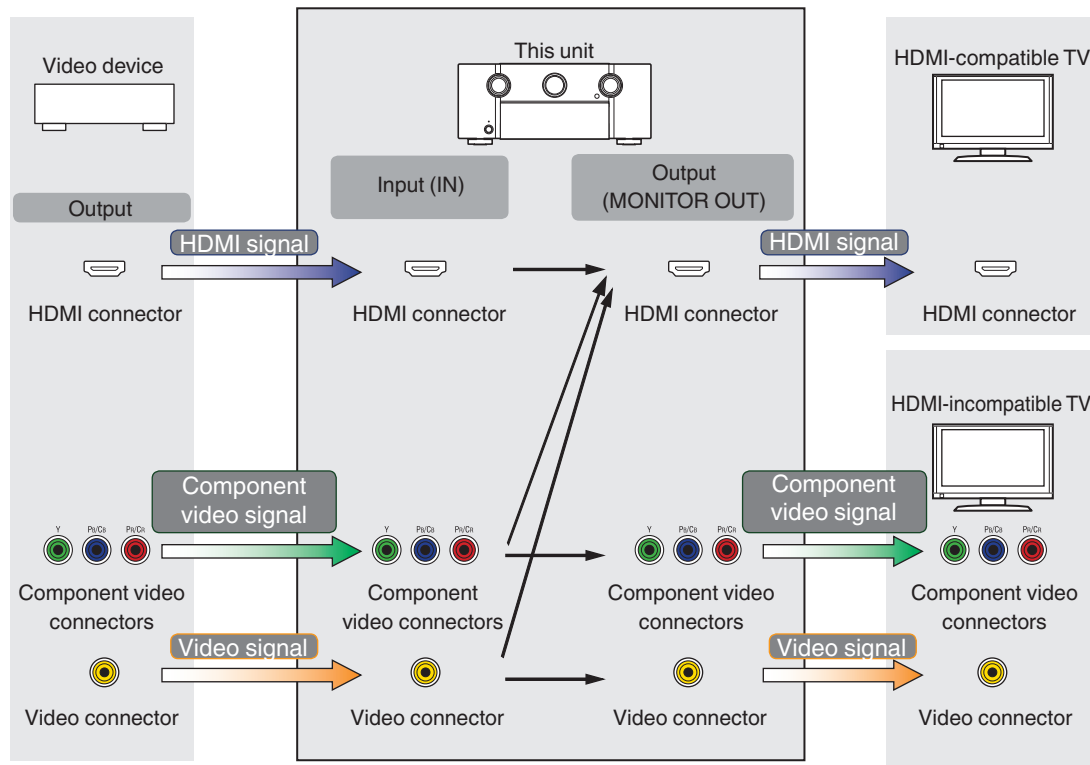 Video device
This unit
HDMI-compatible TV
Input (IN)
Output
(MONITOR OUT)
Output
HDMI signal
HDMI signal
HDMI connector
HDMI connector
HDMI connector
HDMI connector
HDMI-incompatible TV
Component
video signal
Component
video signal
Y PB/CB PR/CR
Y PB/CB PR/CR
Y PB/CB PR/CR
Y PB/CB PR/CR
Component video
connectors
Component
video connectors
Component video
connectors
Component video
connectors
Video signal
Video signal
Video connector
Video connector
Video connector
Video connector